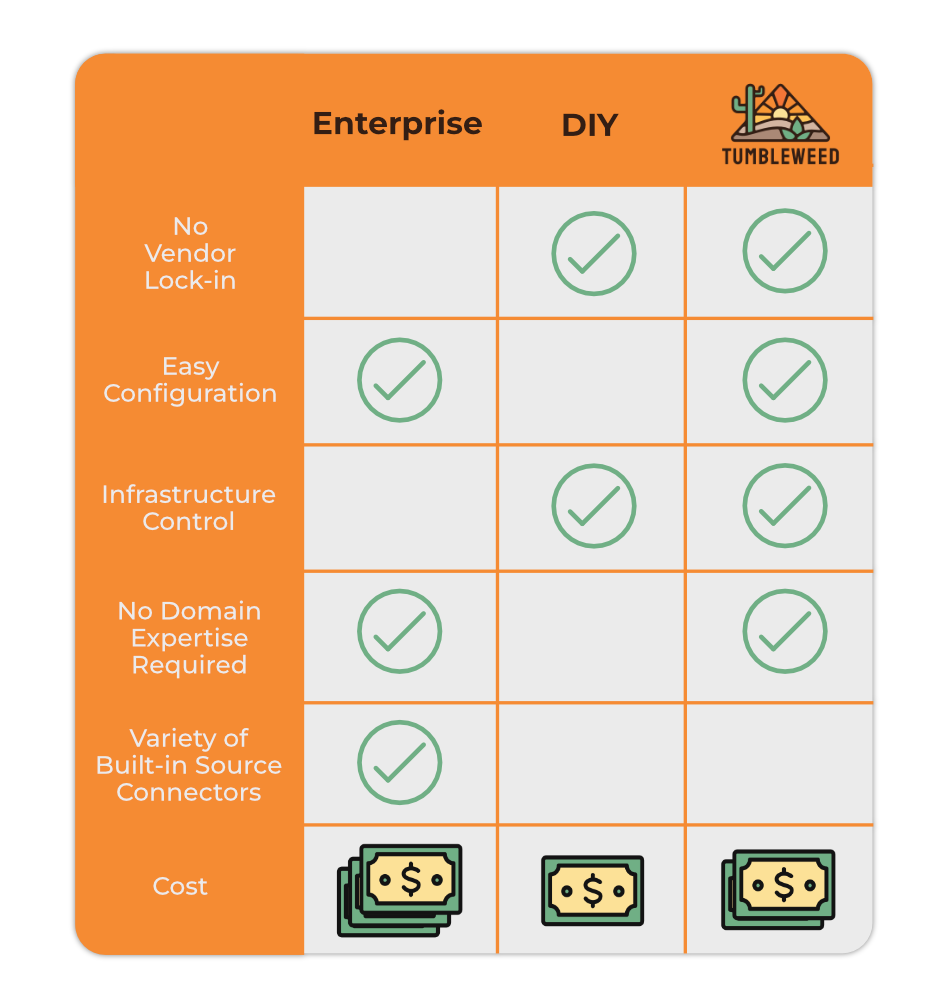 Enterprise
DIY
TUMBLEWEED
No
Vendor
Lock-in
Easy
Configuration
Infrastructure
Control
No Domain
Expertise
Required
Variety of
Built-in Source
Connectors
Cost
$
$
$